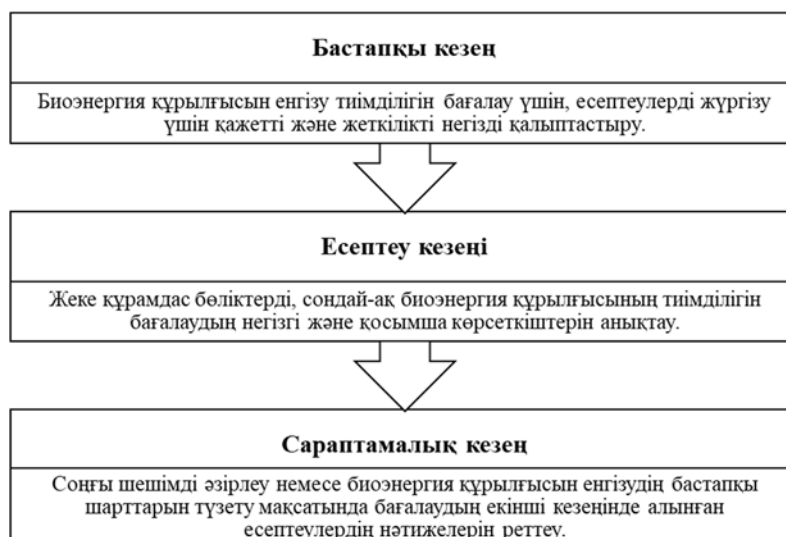 Бастапқы кезең
Биоэнергия құрылғысын енгізу тиімділігін бағалау үшін, есептеулерді жүргізу
үшін қажетті және жеткілікті негізді қалыптастыру.
Есептеу кезеңі
Жеке құрамдас бөліктерді, сондай-ақ биоэнергия құрылғысының тиімділігін
бағалаудың негізгі және қосымша көрсеткіштерін анықтау.
Сараптамалық кезең
Соңғы шешімді әзірлеу немесе биоэнергия құрылғысын енгізудің бастапқы
шарттарын түзету мақсатында бағалаудың екінші кезеңінде алынған
есептеулердің нәтижелерін реттеу.